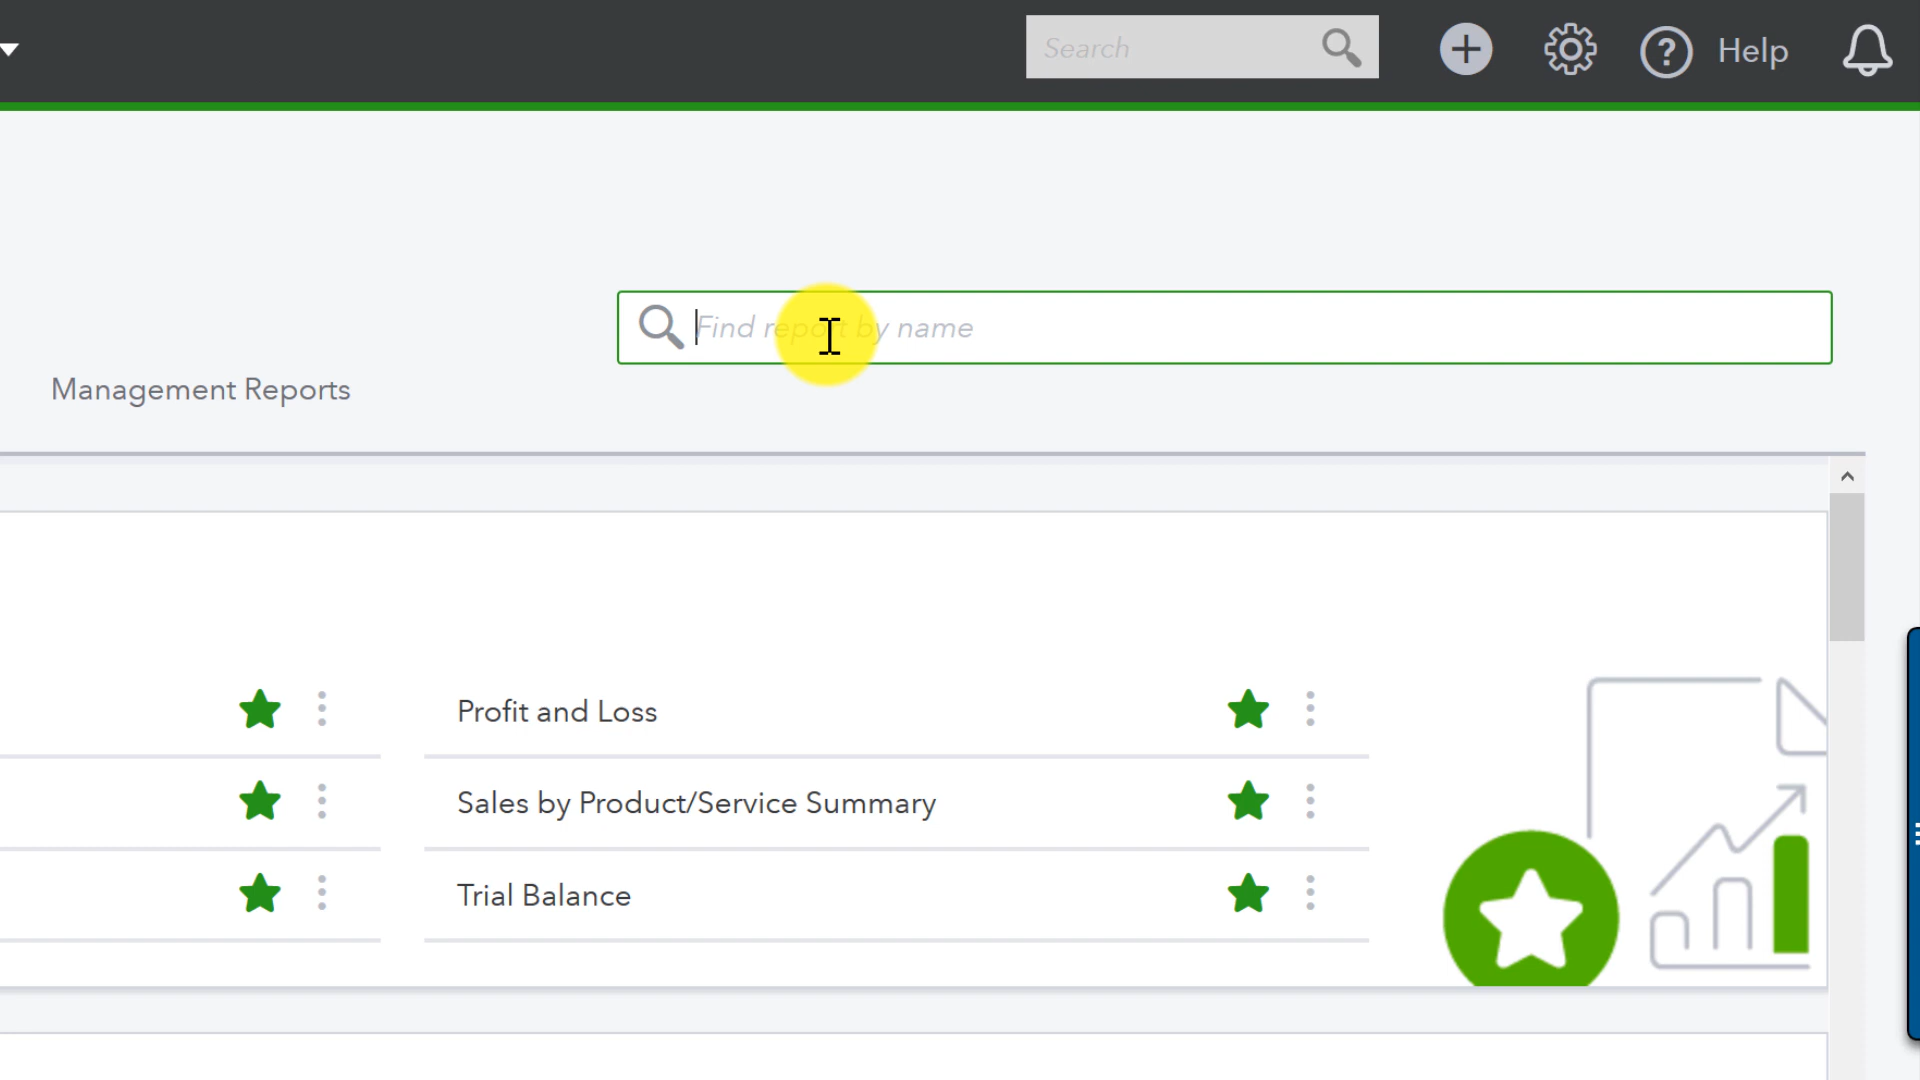 Search
Help
Find report by name
Management Reports
Profit and Loss
Sales by Product/Service Summary
Trial Balance